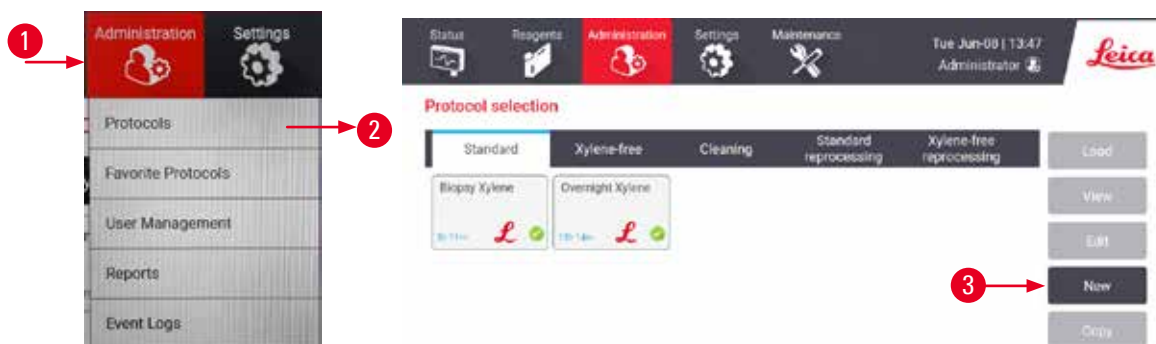 1
Administration
Settings
Protocols
2
Favorite Protocols
User Management
Reports
Event Logs
Status
Reagents
Administration
Settings
Maintenance
Tue Jun-08 | 13:47
Administrator
Leica
Protocol selection
Standard
Xylene-free
Cleaning
Standard
reprocessing
Xylene-free
reprocessing
Load
View
Edit
3
New
Copy
Biopsy Xylene
Overnight Xylene
L
L